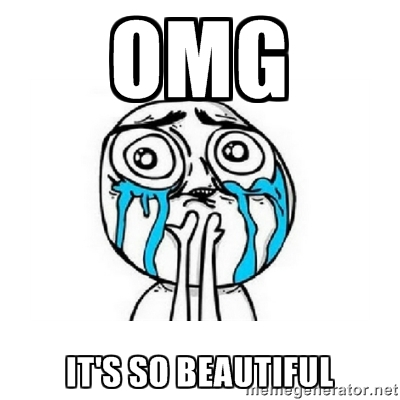 OMG
IT'S SO BEAUTIFUL
memegenerator.net